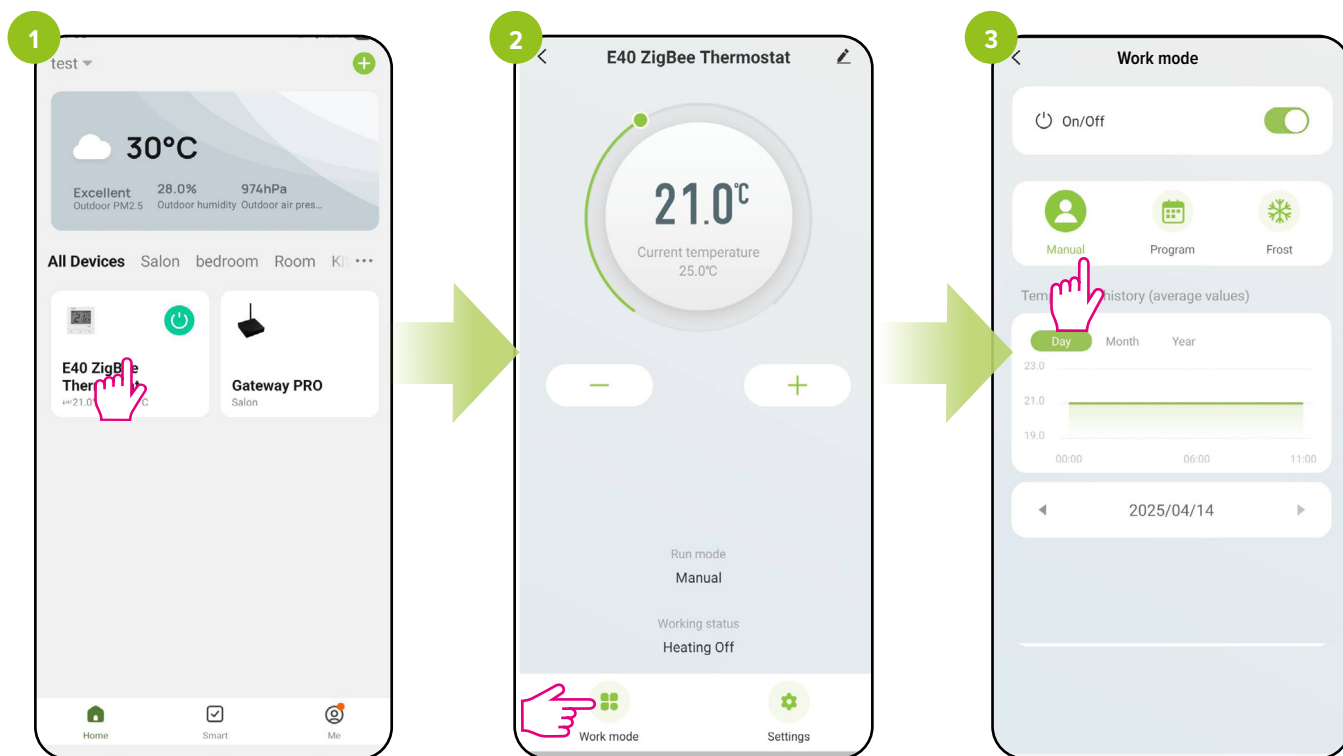 1
test
30°C
Excellent
Outdoor PM2.5
28.0%
Outdoor humidity
974hPa
Outdoor air pres...
All Devices Salon bedroom Room
E40 ZigBee
Gateway PRO
Salon
Home
Smart
Me
2
E40 ZigBee Thermostat
21.0°C
Current temperature
25.0°C
−
+
Run mode
Manual
Working status
Heating Off
Work mode
Settings
3
Work mode
On/Off
Manual
Program
Frost
history (average values)
Day Month Year
23.0
21.0
19.0
00:00 06:00 11:00
2025/04/14